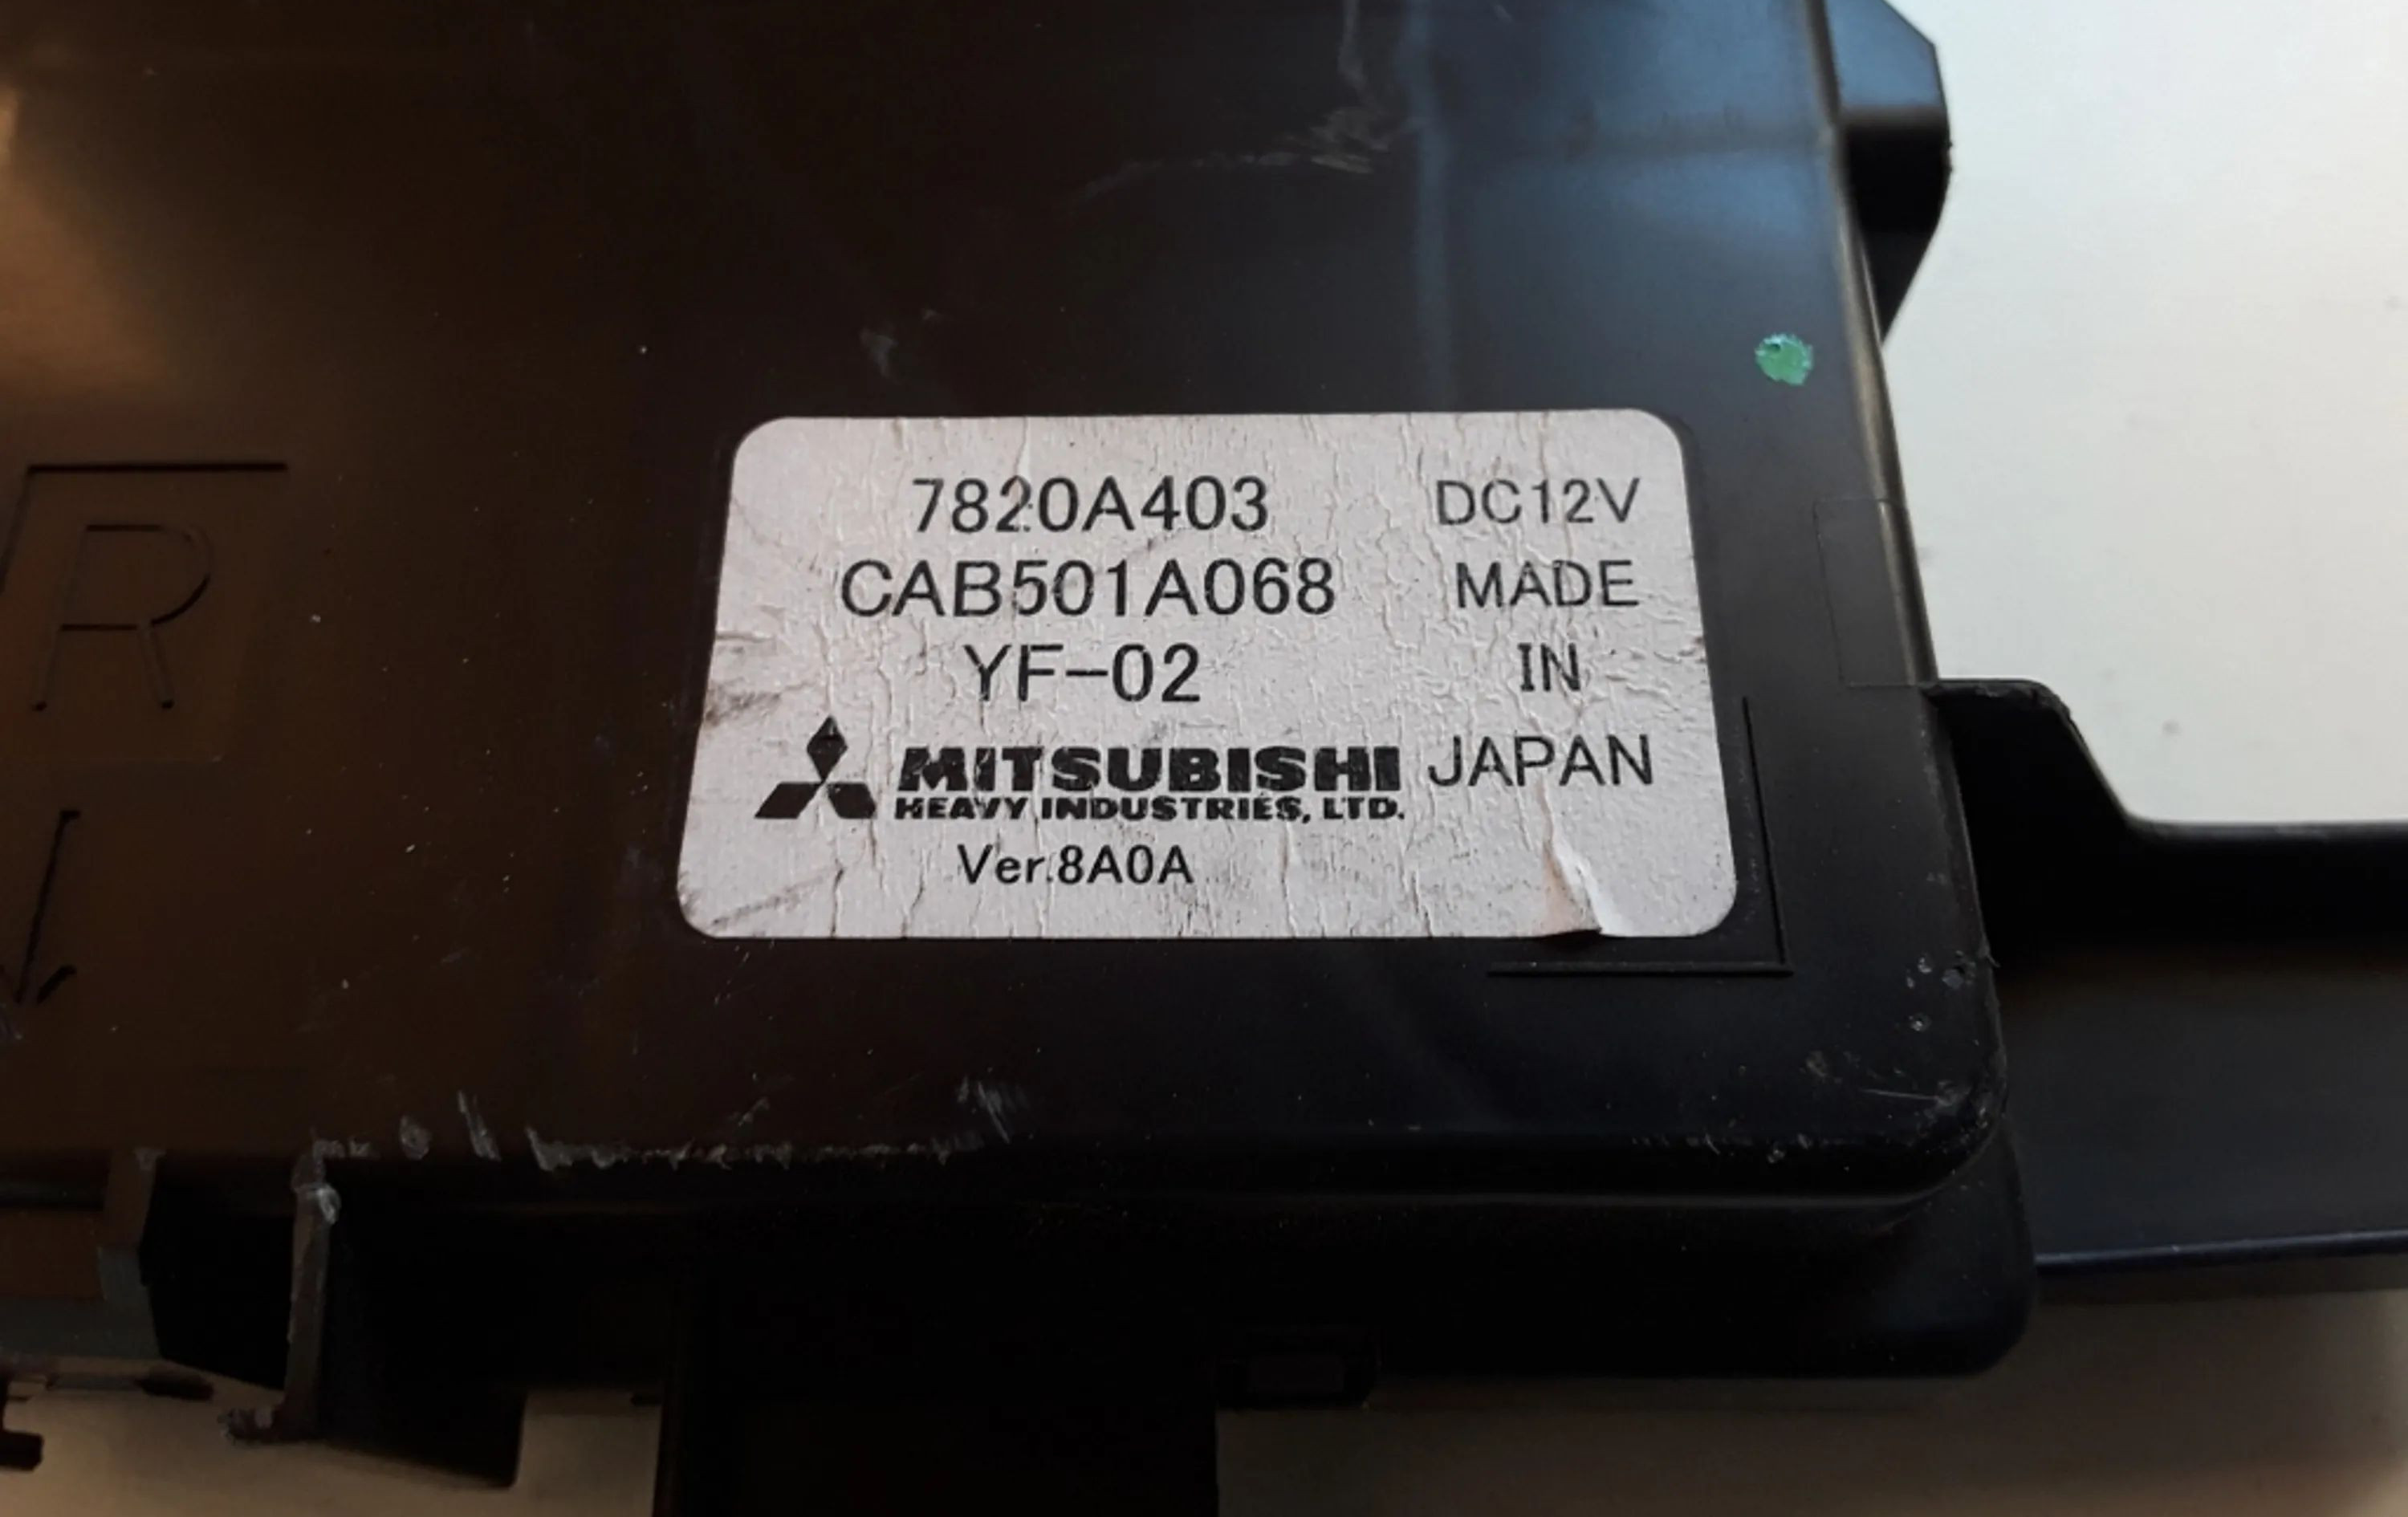 7820A403
CAB501A068
YF-02
MITSUBISHI
HEAVY INDUSTRIES, LTD.
Ver.8A0A
DC12V
MADE
IN
JAPAN
R